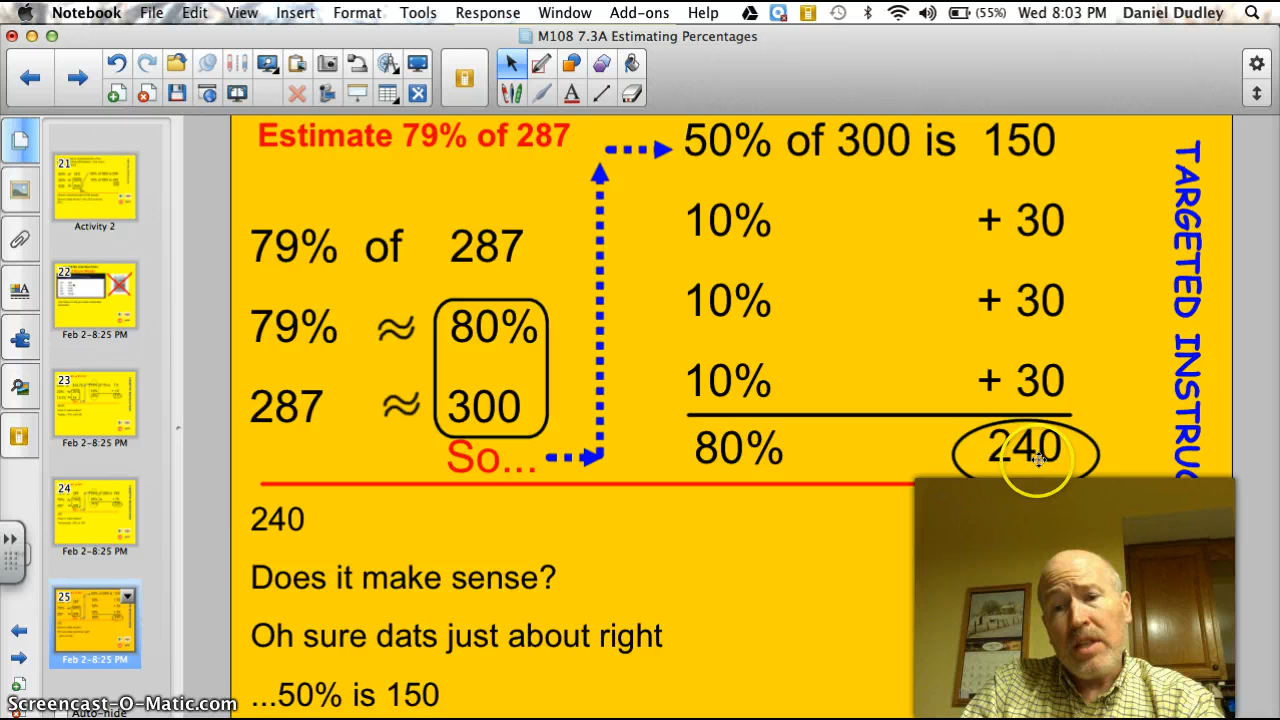 Notebook File Edit View Insert Format Tools Response Window Add-ons Help (55%) Wed 8:03 PM Daniel Dudley
M108 7.3A Estimating Percentages
Estimate 79% of 287
79% of 287
79% ≈ 80%
287 ≈ 300
So...
50% of 300 is 150
10% + 30
10% + 30
10% + 30
80% 240
TARGETED INSTRUC
240
Does it make sense?
Oh sure dats just about right
...50% is 150
21
Activity 2
22
Feb 2-8:25 PM
23
Feb 2-8:25 PM
24
Feb 2-8:25 PM
25
Feb 2-8:25 PM
Auto-hide
Screencast-O-Matic.com